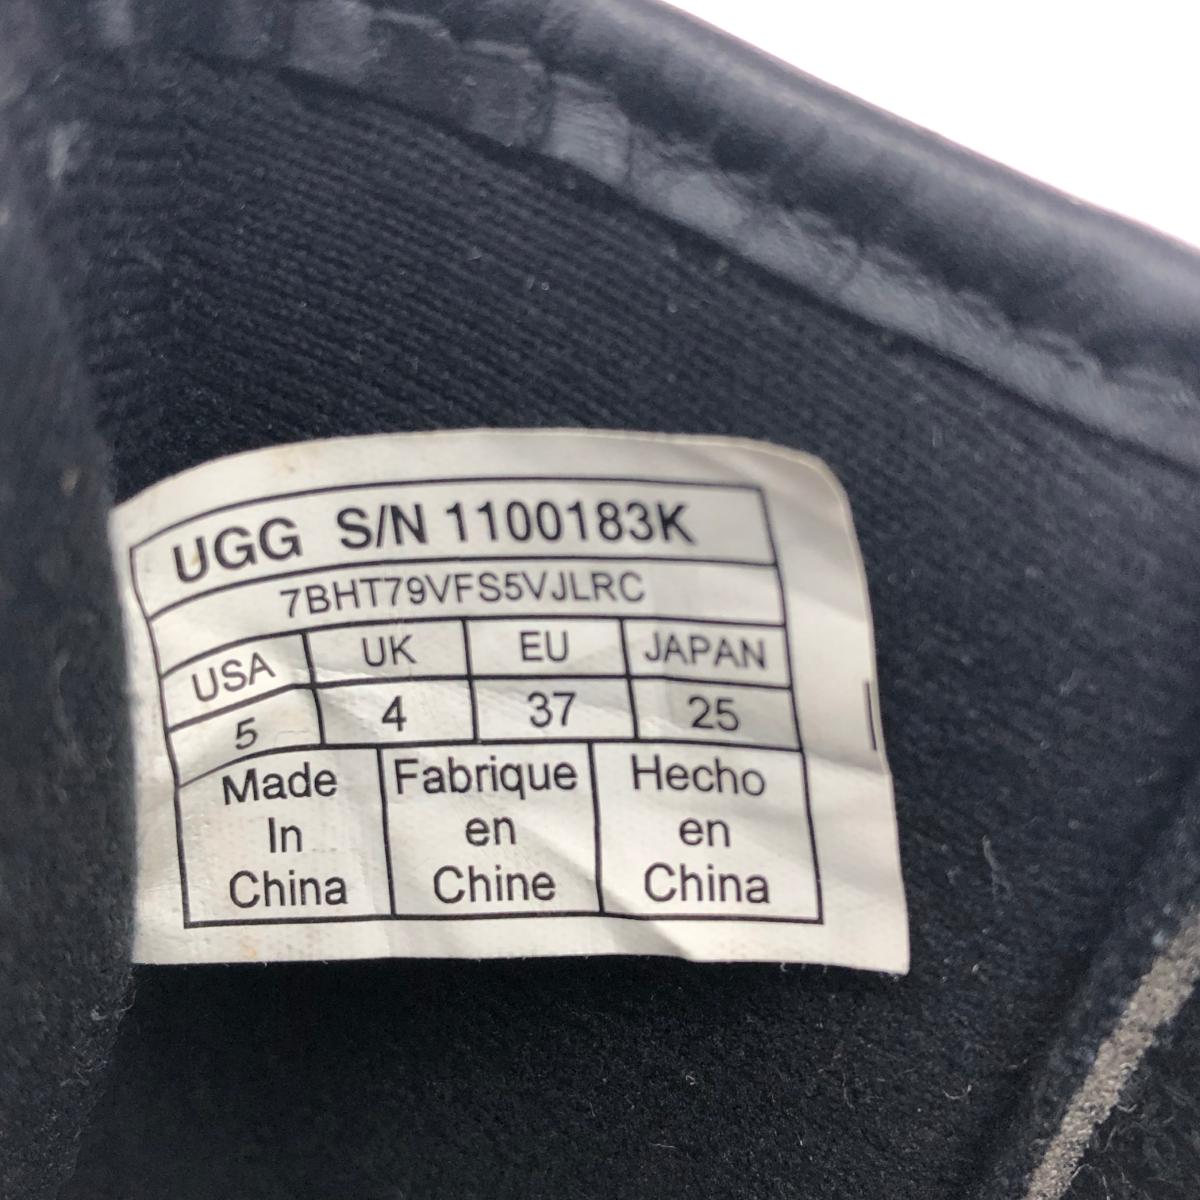 UGG S/N 1100183K
7BHT79VFS5VJLRC
USA UK EU JAPAN
5 4 37 25
Made Fabrique Hecho
In en en
China Chine China